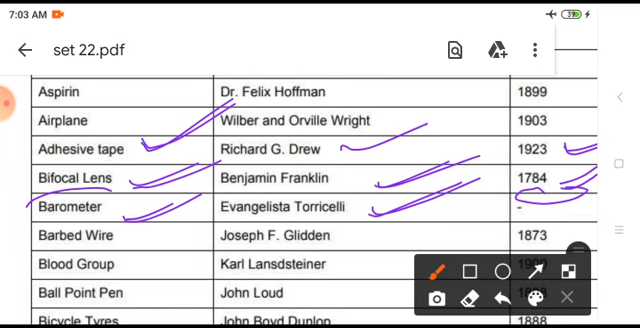 7:03 AM 39
set 22.pdf
Aspirin Dr. Felix Hoffman 1899
Airplane Wilber and Orville Wright 1903
Adhesive tape Richard G. Drew 1923
Bifocal Lens Benjamin Franklin 1784
Barometer Evangelista Torricelli -
Barbed Wire Joseph F. Glidden 1873
Blood Group Karl Lansdsteiner
Ball Point Pen John Loud
Bicycle Tyres John Boyd Dunlop 1888